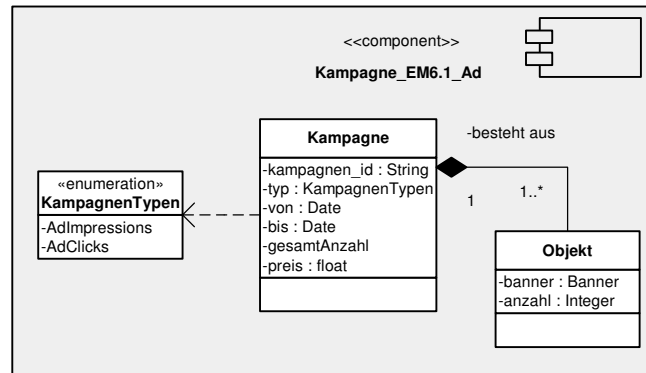 <<component>>
Kampagne_EM6.1_Ad
Kampagne
-kampagnen_id : String
-typ : KampagnenTypen
-von : Date
-bis : Date
-gesamtAnzahl
-preis : float
«enumeration»
KampagnenTypen
-AdImpressions
-AdClicks
-besteht aus
1
1..*
Objekt
-banner : Banner
-anzahl : Integer